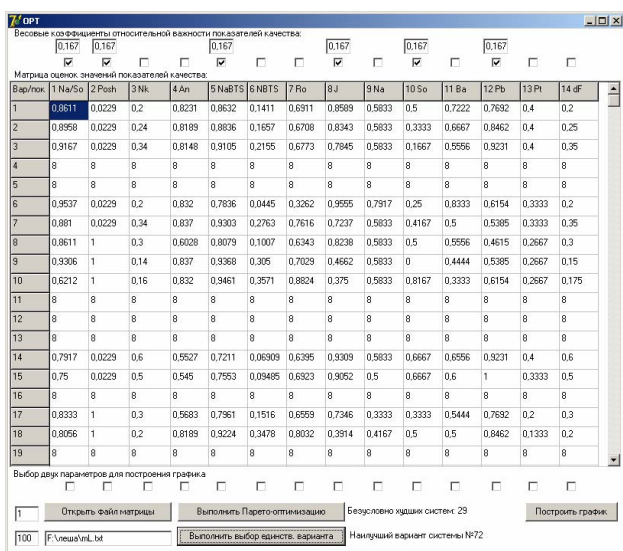 ОРТ
Весовые коэффициенты относительной важности показателей качества:
0,167 0,167 0,167 0,167 0,167 0,167
Матрица оценок значений показателей качества:
Вар/пок 1 Na/So 2 Posh 3 Nk 4 An 5 NaBTS 6 NBTS 7 Ro 8 J 9 Na 10 So 11 Ba 12 Pb 13 Pt 14 dF
1 0,8611 0,0229 0,2 0,8231 0,8632 0,1411 0,6911 0,8589 0,5833 0,5 0,7222 0,7692 0,4 0,2
2 0,8958 0,0229 0,24 0,8189 0,8836 0,1657 0,6708 0,8343 0,5833 0,3333 0,6667 0,8462 0,4 0,25
3 0,9167 0,0229 0,34 0,8148 0,9105 0,2155 0,6773 0,7845 0,5833 0,1667 0,5556 0,9231 0,4 0,35
4 8 8 8 8 8 8 8 8 8 8 8 8 8 8
5 8 8 8 8 8 8 8 8 8 8 8 8 8 8
6 0,9537 0,0229 0,2 0,832 0,7836 0,0445 0,3262 0,9555 0,7917 0,25 0,8333 0,6154 0,3333 0,2
7 0,881 0,0229 0,34 0,837 0,9303 0,2763 0,7616 0,7237 0,5833 0,4167 0,5 0,5385 0,3333 0,35
8 0,8611 1 0,3 0,6028 0,8079 0,1007 0,6343 0,8238 0,5833 0,5 0,5556 0,4615 0,2667 0,3
9 0,9306 1 0,14 0,837 0,9368 0,305 0,7029 0,4662 0,5833 0 0,4444 0,5385 0,2667 0,15
10 0,6212 1 0,16 0,832 0,9461 0,3571 0,8824 0,375 0,5833 0,8167 0,3333 0,6154 0,2667 0,175
11 8 8 8 8 8 8 8 8 8 8 8 8 8 8
12 8 8 8 8 8 8 8 8 8 8 8 8 8 8
13 8 8 8 8 8 8 8 8 8 8 8 8 8 8
14 0,7917 0,0229 0,6 0,5527 0,7211 0,06909 0,6395 0,9309 0,5833 0,6667 0,6556 0,9231 0,4 0,6
15 0,75 0,0229 0,5 0,545 0,7553 0,09485 0,6923 0,9052 0,5 0,6667 0,6 1 0,3333 0,5
16 8 8 8 8 8 8 8 8 8 8 8 8 8 8
17 0,8333 1 0,3 0,5683 0,7961 0,1516 0,6559 0,7346 0,3333 0,3333 0,5444 0,7692 0,2 0,3
18 0,8056 1 0,2 0,8189 0,9224 0,3478 0,8032 0,3914 0,4167 0,5 0,5 0,8462 0,1333 0,2
19 8 8 8 8 8 8 8 8 8 8 8 8 8 8
Выбор двух параметров для построения графика
1 Открыть файл матрицы Выполнить Парето-оптимизацию Безусловно худших систем: 29 Построить график
100 F:\леша\mL.txt Выполнить выбор единств. варианта Наилучший вариант системы №72